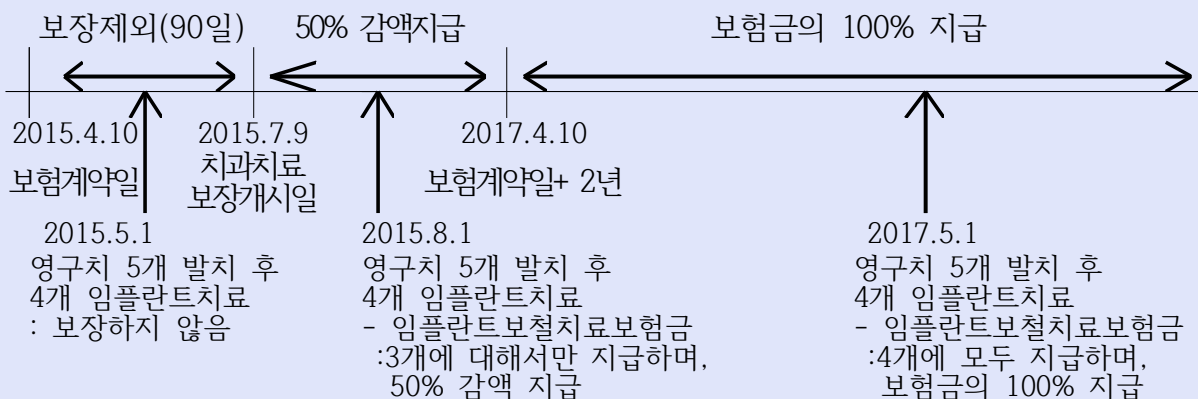 보장제외(90일) 50% 감액지급 보험금의 100% 지급
2015.4.10 2015.7.9 2017.4.10
보험계약일 치과치료 보장개시일 보험계약일+ 2년
2015.5.1
영구치 5개 발치 후
4개 임플란트치료
: 보장하지 않음
2015.8.1
영구치 5개 발치 후
4개 임플란트치료
- 임플란트보철치료보험금
:3개에 대해서만 지급하며,
50% 감액 지급
2017.5.1
영구치 5개 발치 후
4개 임플란트치료
- 임플란트보철치료보험금
:4개에 모두 지급하며,
보험금의 100% 지급